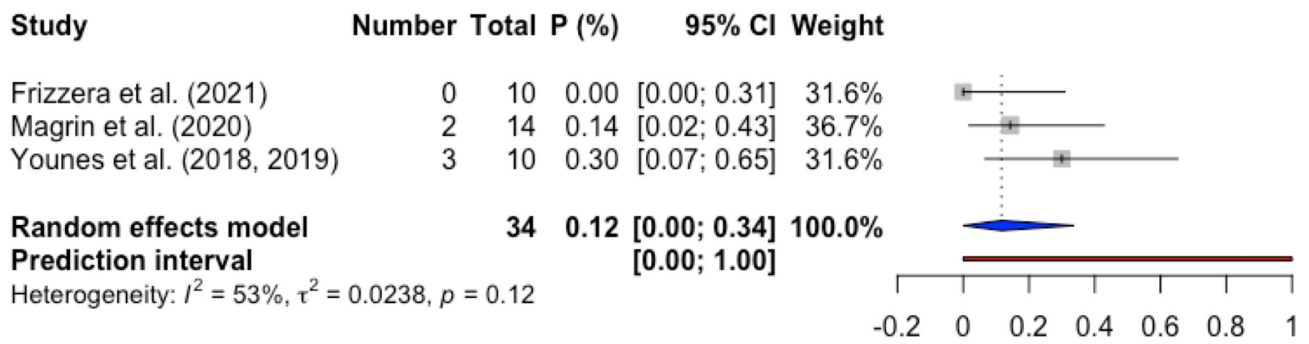 Study Number Total P (%) 95% CI Weight
Frizzera et al. (2021) 0 10 0.00 [0.00; 0.31] 31.6%
Magrin et al. (2020) 2 14 0.14 [0.02; 0.43] 36.7%
Younes et al. (2018, 2019) 3 10 0.30 [0.07; 0.65] 31.6%
Random effects model 34 0.12 [0.00; 0.34] 100.0%
Prediction interval [0.00; 1.00]
Heterogeneity: I² = 53%, τ² = 0.0238, p = 0.12
-0.2 0 0.2 0.4 0.6 0.8 1